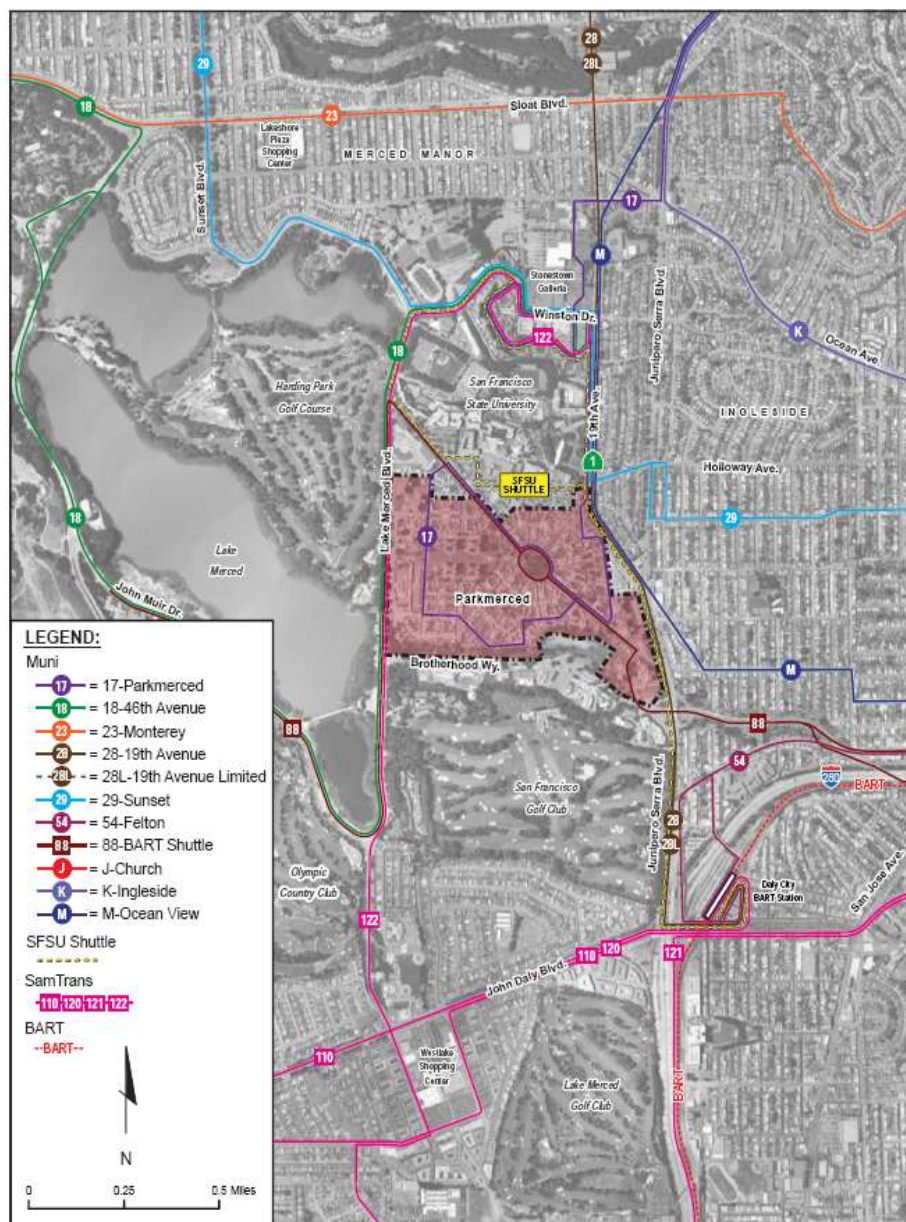 28
28L
29
18
Sloat Blvd.
23
Lakeshore
Plaza
Shopping
Center
MERCED MANOR
Sunset Blvd.
17
M
Stonestown
Galleria
Junipero Serra Blvd.
Winston Dr.
122
K
Ocean Ave
18
Harding Park
Golf Course
San Francisco
State University
19th Ave.
INGLESIDE
1
Holloway Ave.
SFSU
SHUTTLE
Lake Merced Blvd.
18
29
17
Lake
Merced
Parkmerced
John Muir Dr.
Brotherhood Wy.
M
88
88
54
280
BART
San Francisco
Golf Club
Junipero Serra Blvd.
28
28L
Daly City
BART Station
San Jose Ave.
Olympic
Country Club
122
John Daly Blvd.
110
120
121
110
Westlake
Shopping
Center
Lake Merced
Golf Club
BART
LEGEND:
Muni
17 = 17-Parkmerced
18 = 18-46th Avenue
23 = 23-Monterey
28 = 28-19th Avenue
28L = 28L-19th Avenue Limited
29 = 29-Sunset
54 = 54-Felton
88 = 88-BART Shuttle
J = J-Church
K = K-Ingleside
M = M-Ocean View
SFSU Shuttle
SamTrans
110 120 121 122
BART
--BART--
N
0 0.25 0.5 Miles